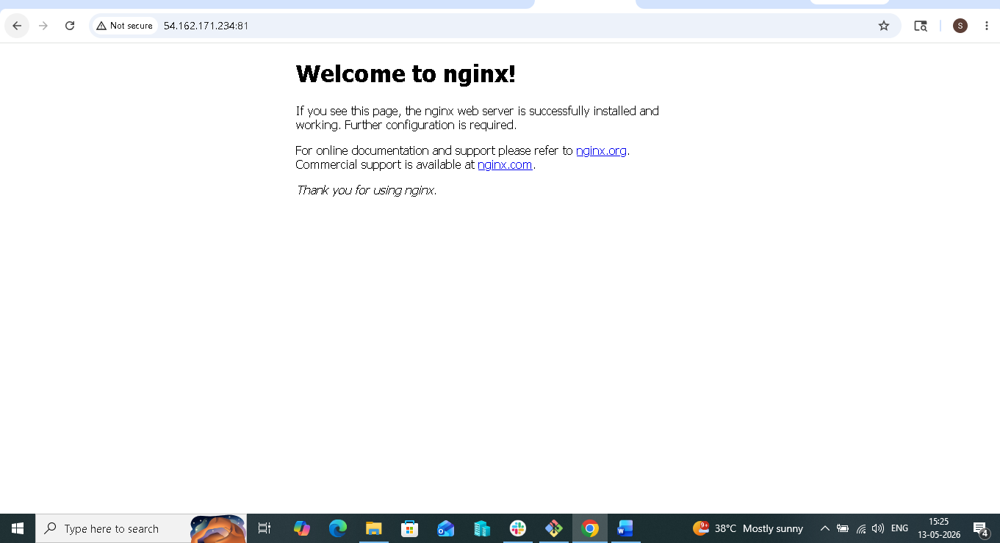 Not secure
54.162.171.234:81
S
Welcome to nginx!
If you see this page, the nginx web server is successfully installed and
working. Further configuration is required.
For online documentation and support please refer to nginx.org.
Commercial support is available at nginx.com.
Thank you for using nginx.
Type here to search
9+
38°C Mostly sunny
ENG
15:25
13-05-2026
4